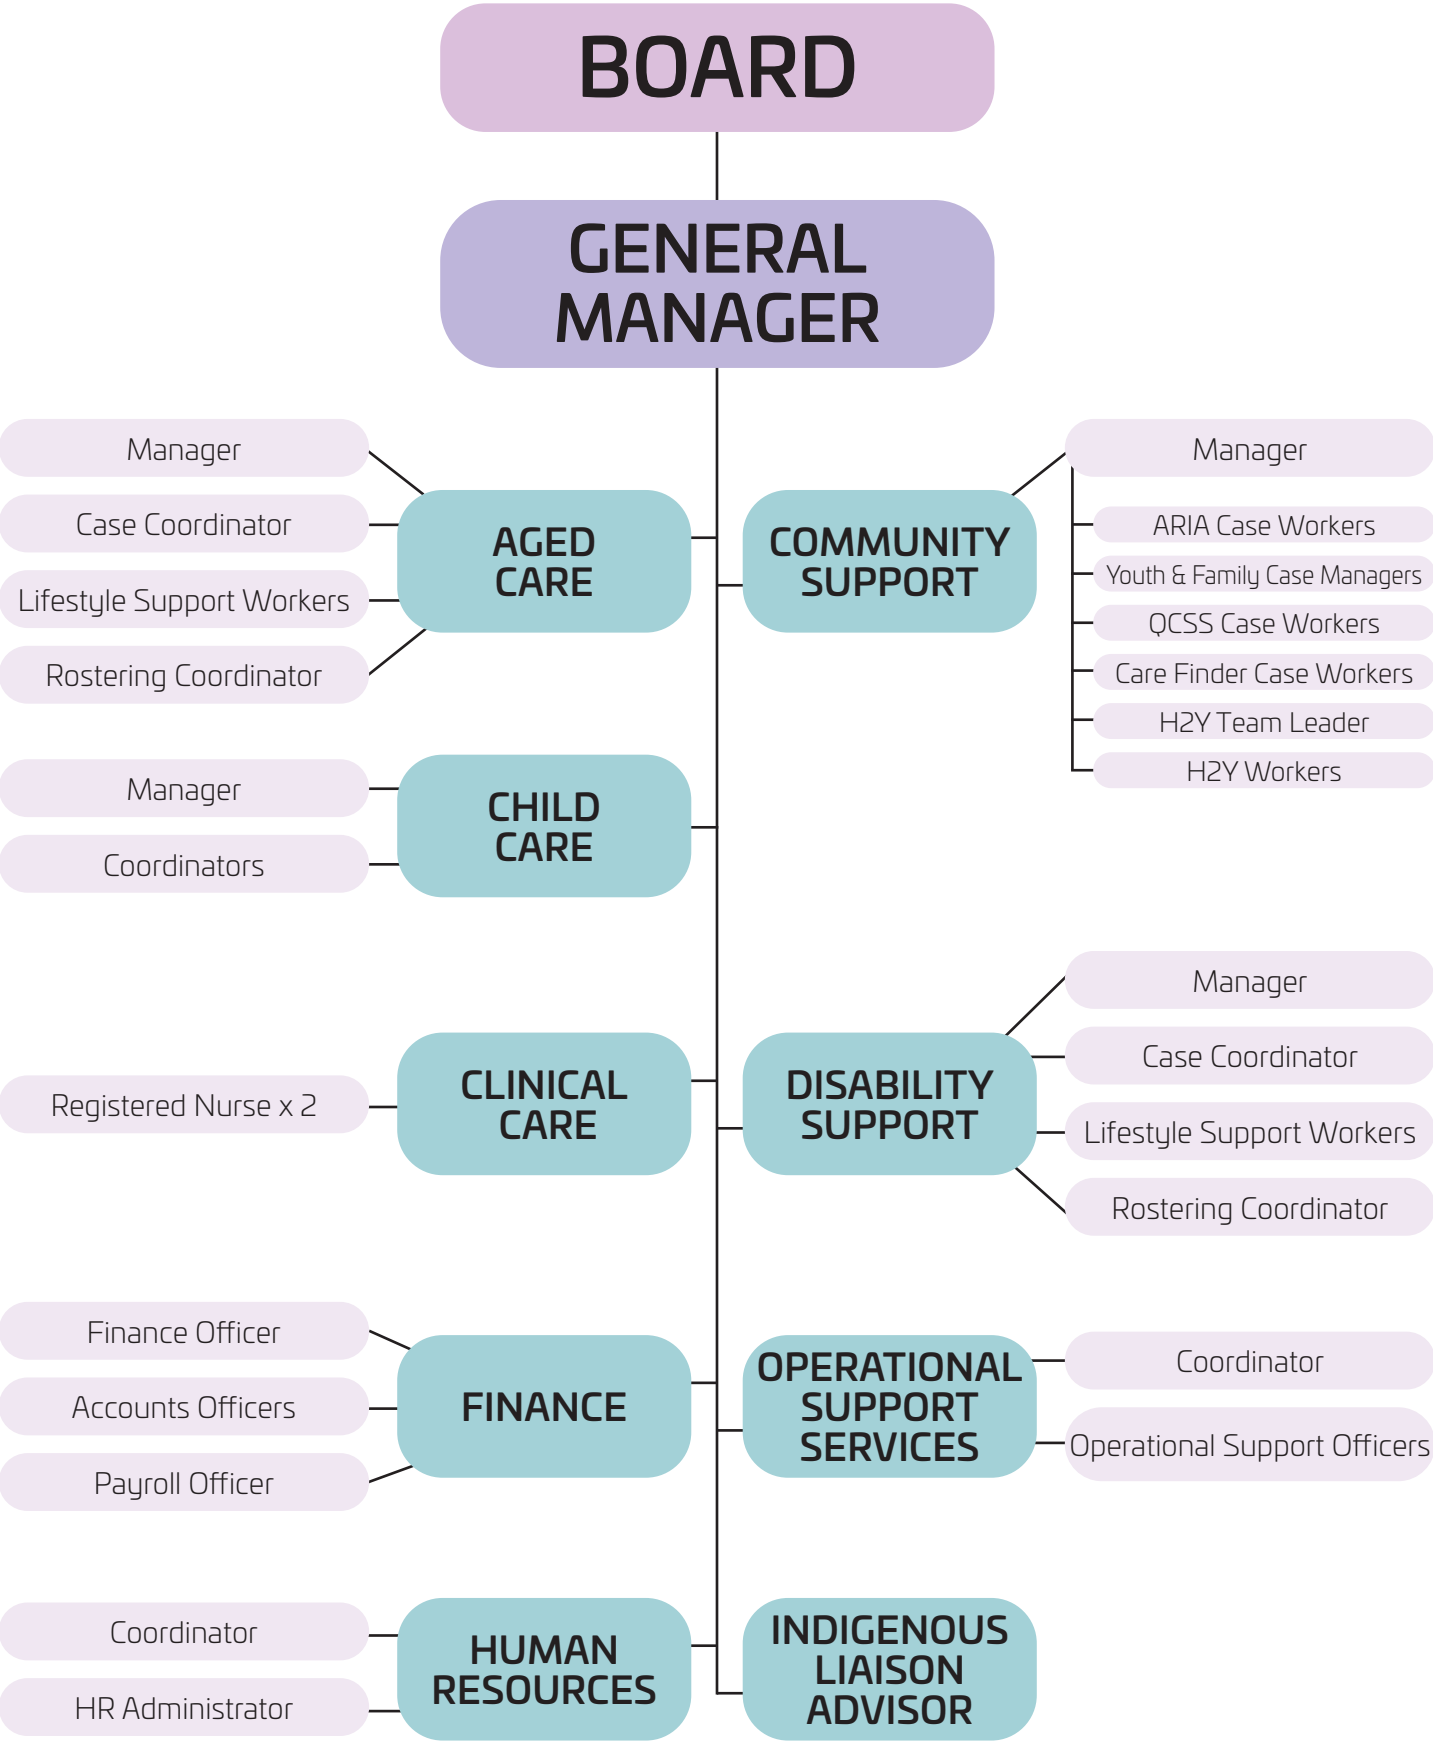 BOARD
GENERAL
MANAGER
Manager
Case Coordinator
Lifestyle Support Workers
Rostering Coordinator
AGED
CARE
COMMUNITY
SUPPORT
Manager
ARIA Case Workers
Youth & Family Case Managers
QCSS Case Workers
Care Finder Case Workers
H2Y Team Leader
H2Y Workers
Manager
Coordinators
CHILD
CARE
Registered Nurse x 2
CLINICAL
CARE
DISABILITY
SUPPORT
Manager
Case Coordinator
Lifestyle Support Workers
Rostering Coordinator
Finance Officer
Accounts Officers
Payroll Officer
FINANCE
OPERATIONAL
SUPPORT
SERVICES
Coordinator
Operational Support Officers
Coordinator
HR Administrator
HUMAN
RESOURCES
INDIGENOUS
LIAISON
ADVISOR